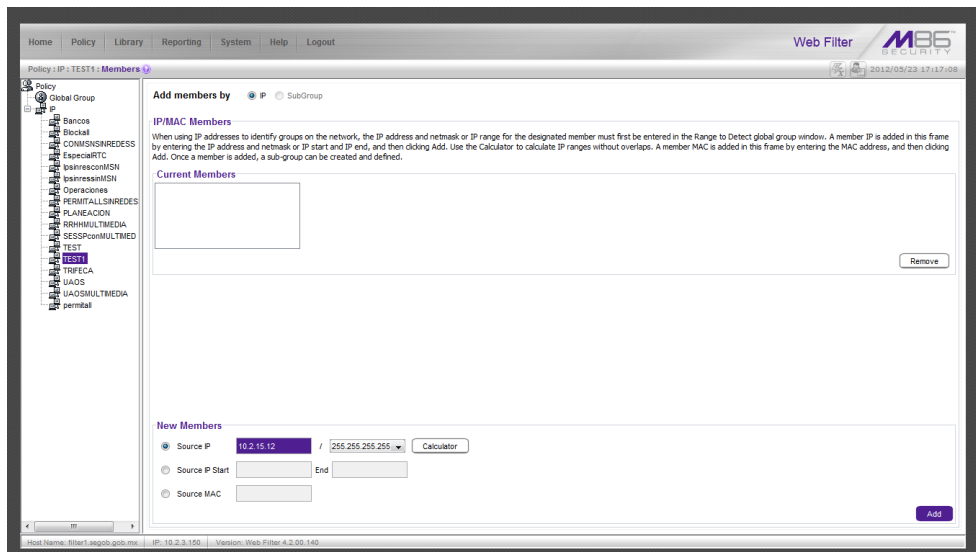 Home Policy Library Reporting System Help Logout
Web Filter
M86
SECURITY
Policy : IP : TEST1 : Members
2012/05/23 17:17:08
Policy
Global Group
IP
Bancos
Blockall
CONMSNSINREDESS
EspecialRTC
IpsinresconMSN
IpsinressinMSN
Operaciones
PERMITALLSINREDES
PLANEACION
RRHHMULTIMEDIA
SESSPconMULTIMED
TEST
TEST1
TRIFECA
UAOS
UAOSMULTIMEDIA
permitall
Add members by IP SubGroup
IP/MAC Members
When using IP addresses to identify groups on the network, the IP address and netmask or IP range for the designated member must first be entered in the Range to Detect global group window. A member IP is added in this frame
by entering the IP address and netmask or IP start and IP end, and then clicking Add. Use the Calculator to calculate IP ranges without overlaps. A member MAC is added in this frame by entering the MAC address, and then clicking
Add. Once a member is added, a sub-group can be created and defined.
Current Members
Remove
New Members
Source IP 10.2.15.12 / 255.255.255.255 Calculator
Source IP Start End
Source MAC
Add
Host Name: filter1.segob.gob.mx IP: 10.2.3.150 Version: Web Filter 4.2.00.140